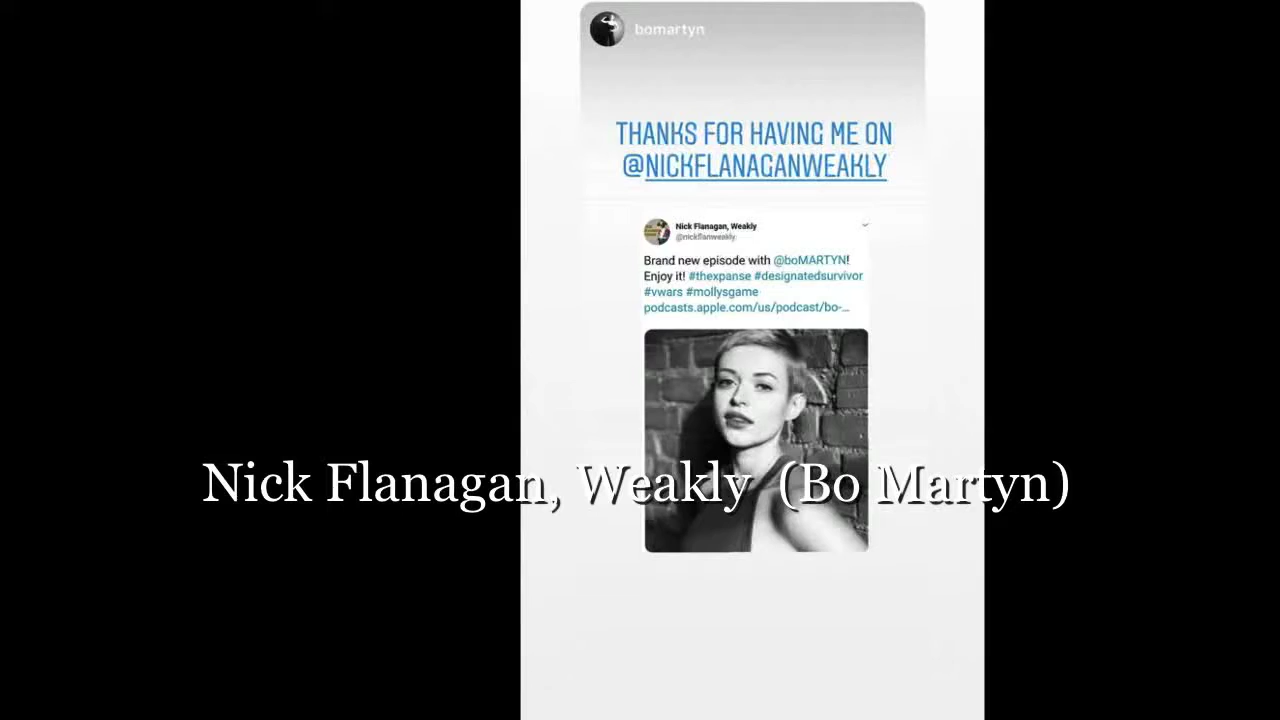 bomartyn
THANKS FOR HAVING ME ON
@NICKFLANAGANWEAKLY
Nick Flanagan, Weakly
@nickflanweakly
Brand new episode with @boMARTYN!
Enjoy it! #thexpanse #designatedsurvivor
#vwars #mollysgame
podcasts.apple.com/us/podcast/bo-...
Nick Flanagan, Weakly (Bo Martyn)